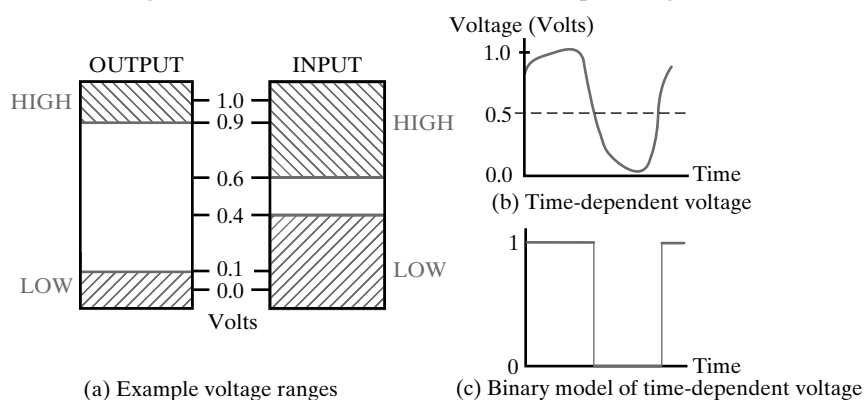 OUTPUT
INPUT
HIGH
1.0
0.9
HIGH
0.6
0.4
0.1
LOW
0.0
LOW
Volts
(a) Example voltage ranges
Voltage (Volts)
1.0
0.5
0.0
Time
(b) Time-dependent voltage
1
0
Time
(c) Binary model of time-dependent voltage